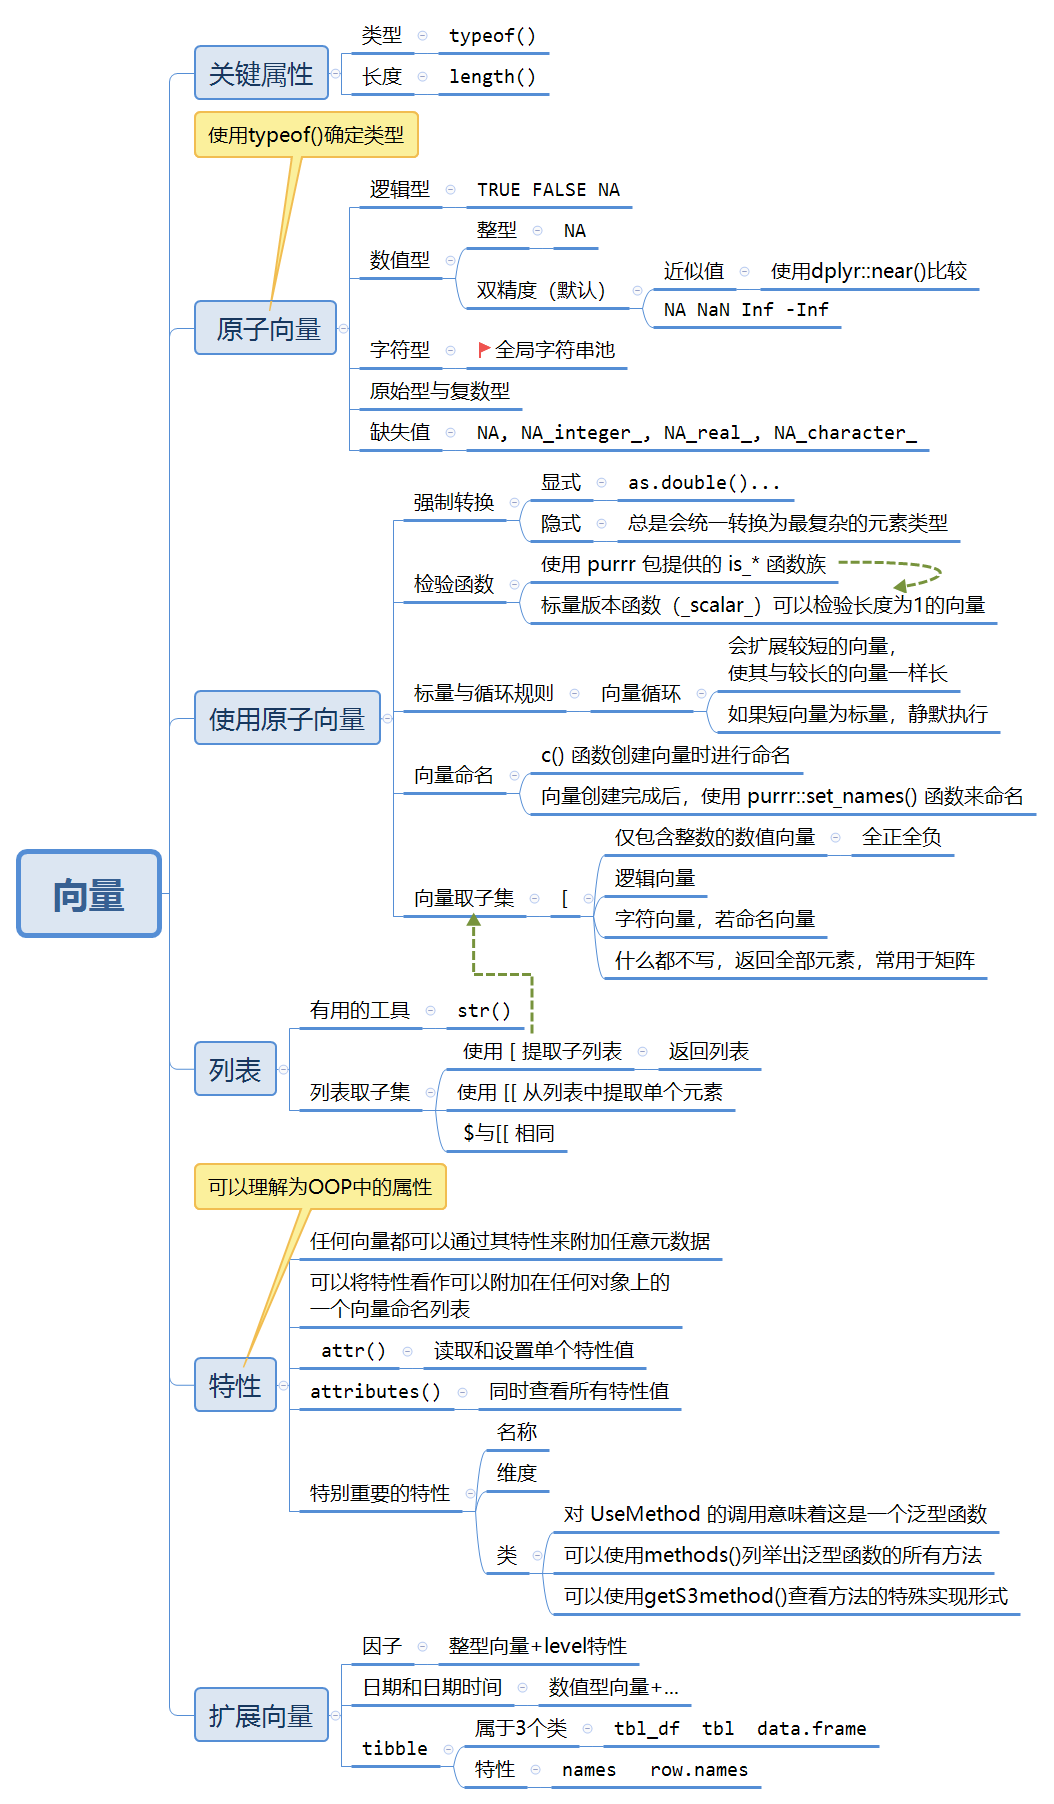 向量
关键属性
类型
typeof()
长度
length()
使用typeof()确定类型
原子向量
逻辑型
TRUE FALSE NA
数值型
整型
NA
双精度（默认）
近似值
使用dplyr::near()比较
NA NaN Inf -Inf
字符型
全局字符串池
原始型与复数型
缺失值
NA, NA_integer_, NA_real_, NA_character_
使用原子向量
强制转换
显式
as.double()...
隐式
总是会统一转换为最复杂的元素类型
检验函数
使用 purrr 包提供的 is_* 函数族
标量版本函数（_scalar_）可以检验长度为1的向量
标量与循环规则
向量循环
会扩展较短的向量，
使其与较长的向量一样长
如果短向量为标量，静默执行
向量命名
c() 函数创建向量时进行命名
向量创建完成后，使用 purrr::set_names() 函数来命名
向量取子集
[
仅包含整数的数值向量
全正全负
逻辑向量
字符向量，若命名向量
什么都不写，返回全部元素，常用于矩阵
列表
有用的工具
str()
列表取子集
使用 [ 提取子列表
返回列表
使用 [[ 从列表中提取单个元素
$与[[ 相同
可以理解为OOP中的属性
特性
任何向量都可以通过其特性来附加任意元数据
可以将特性看作可以附加在任何对象上的
一个向量命名列表
attr()
读取和设置单个特性值
attributes()
同时查看所有特性值
特别重要的特性
名称
维度
类
对 UseMethod 的调用意味着这是一个泛型函数
可以使用methods()列举出泛型函数的所有方法
可以使用getS3method()查看方法的特殊实现形式
扩展向量
因子
整型向量+level特性
日期和日期时间
数值型向量+...
tibble
属于3个类
tbl_df tbl data.frame
特性
names row.names